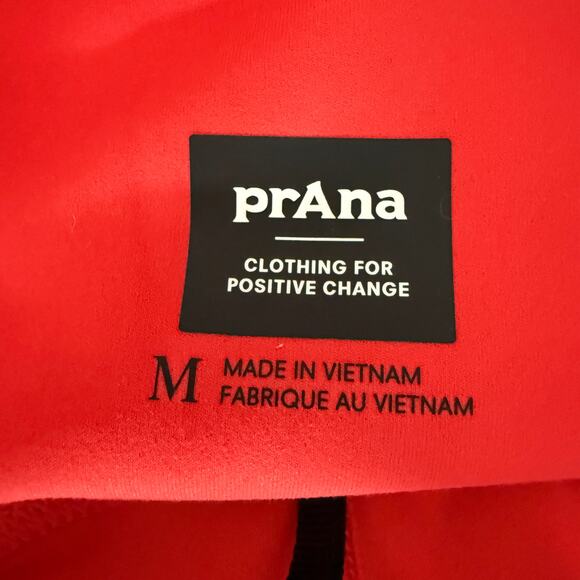 prAna
CLOTHING FOR
POSITIVE CHANGE
M
MADE IN VIETNAM
FABRIQUE AU VIETNAM